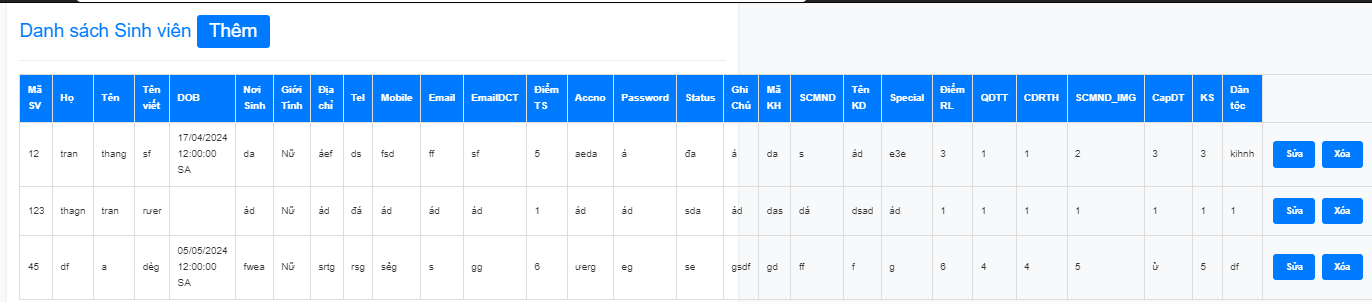 Danh sách Sinh viên Thêm
Mã SV Họ Tên Tên viết DOB Nơi Sinh Giới Tính Địa chỉ Tel Mobile Email EmailDCT Điểm TS Accno Password Status Ghi Chú Mã KH SCMND Tên KD Special Điểm RL QDTT CDRTH SCMND_IMG CapDT KS Dân tộc
12 tran thang sf 17/04/2024 12:00:00 SA da Nữ áef ds fsd ff sf 5 aeda á đa á da s ád e3e 3 1 1 2 3 3 kihnh Sửa Xóa
123 thagn tran rưer ád Nữ ád đá ád ád ád 1 ád ád sda ád das dá dsad ád 1 1 1 1 1 1 1 Sửa Xóa
45 df a dèg 05/05/2024 12:00:00 SA fwea Nữ srtg rsg sẻg s gg 6 ưerg eg se gsdf gd ff f g 6 4 4 5 ử 5 df Sửa Xóa